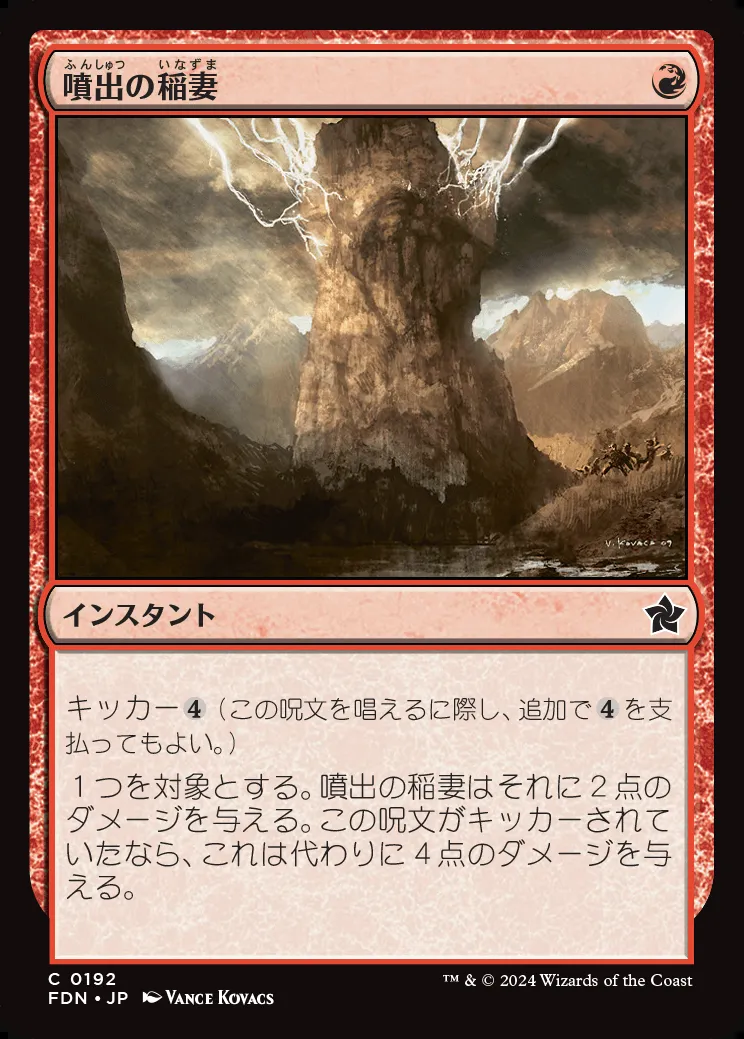 ふんしゅつ いなずま
噴出の稲妻
V. KOVACS 09
インスタント
キッカー4（この呪文を唱えるに際し、追加で4を支
払ってもよい。）
１つを対象とする。噴出の稲妻はそれに２点の
ダメージを与える。この呪文がキッカーされて
いたなら、これは代わりに４点のダメージを与
える。
C 0192
™ & © 2024 Wizards of the Coast
FDN • JP VANCE KOVACS